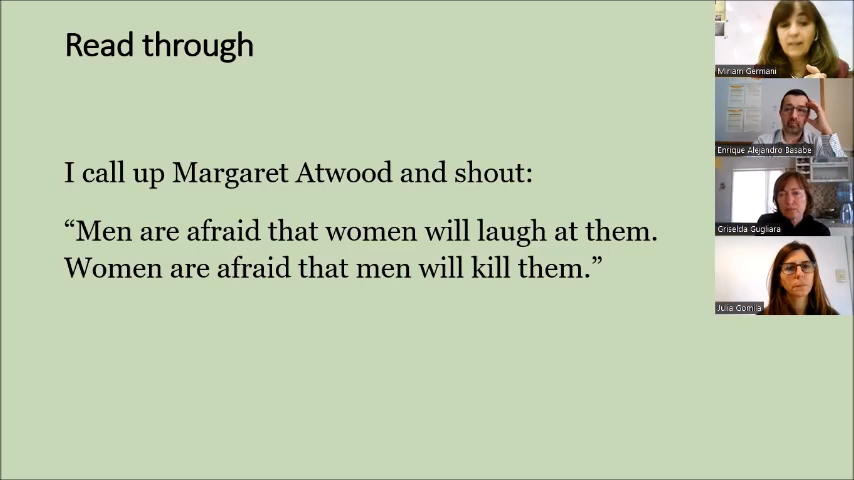 Read through
I call up Margaret Atwood and shout:
“Men are afraid that women will laugh at them.
Women are afraid that men will kill them.”
Miriam Germani
Enrique Alejandro Basabe
Griselda Gugliara
Julia Gomila